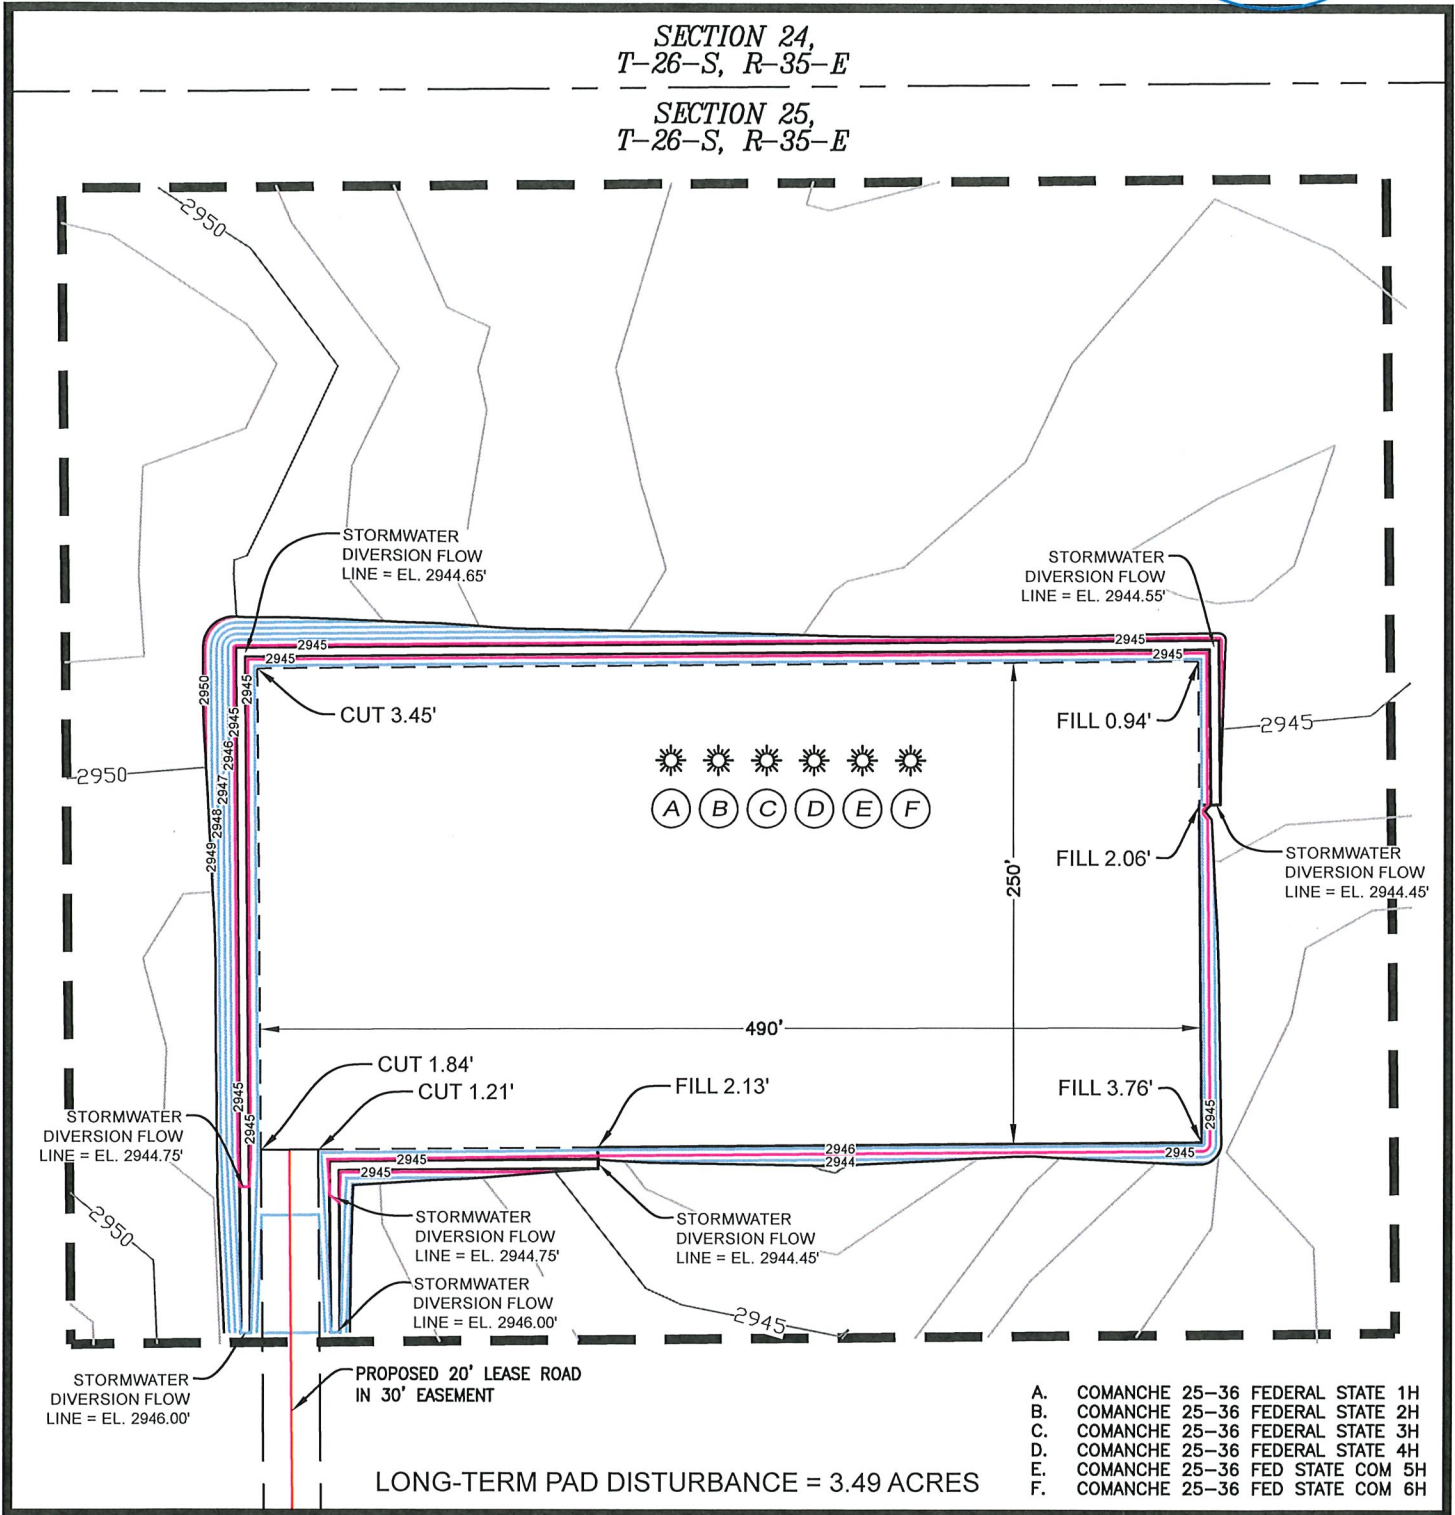 SECTION 24,
T-26-S, R-35-E
SECTION 25,
T-26-S, R-35-E
2950
STORMWATER
DIVERSION FLOW
LINE = EL. 2944.65'
STORMWATER
DIVERSION FLOW
LINE = EL. 2944.55'
2945
2945
2945
2945
2950
2945
2945
2946
2947
2948
2949
CUT 3.45'
FILL 0.94'
2945
2950
A B C D E F
250'
FILL 2.06'
STORMWATER
DIVERSION FLOW
LINE = EL. 2944.45'
490'
CUT 1.84'
CUT 1.21'
FILL 2.13'
FILL 3.76'
2945
2945
2945
STORMWATER
DIVERSION FLOW
LINE = EL. 2944.75'
2945
2946
2944
2945
2950
STORMWATER
DIVERSION FLOW
LINE = EL. 2944.75'
STORMWATER
DIVERSION FLOW
LINE = EL. 2944.45'
STORMWATER
DIVERSION FLOW
LINE = EL. 2946.00'
2945
STORMWATER
DIVERSION FLOW
LINE = EL. 2946.00'
PROPOSED 20' LEASE ROAD
IN 30' EASEMENT
A. COMANCHE 25-36 FEDERAL STATE 1H
B. COMANCHE 25-36 FEDERAL STATE 2H
C. COMANCHE 25-36 FEDERAL STATE 3H
D. COMANCHE 25-36 FEDERAL STATE 4H
E. COMANCHE 25-36 FED STATE COM 5H
F. COMANCHE 25-36 FED STATE COM 6H
LONG-TERM PAD DISTURBANCE = 3.49 ACRES